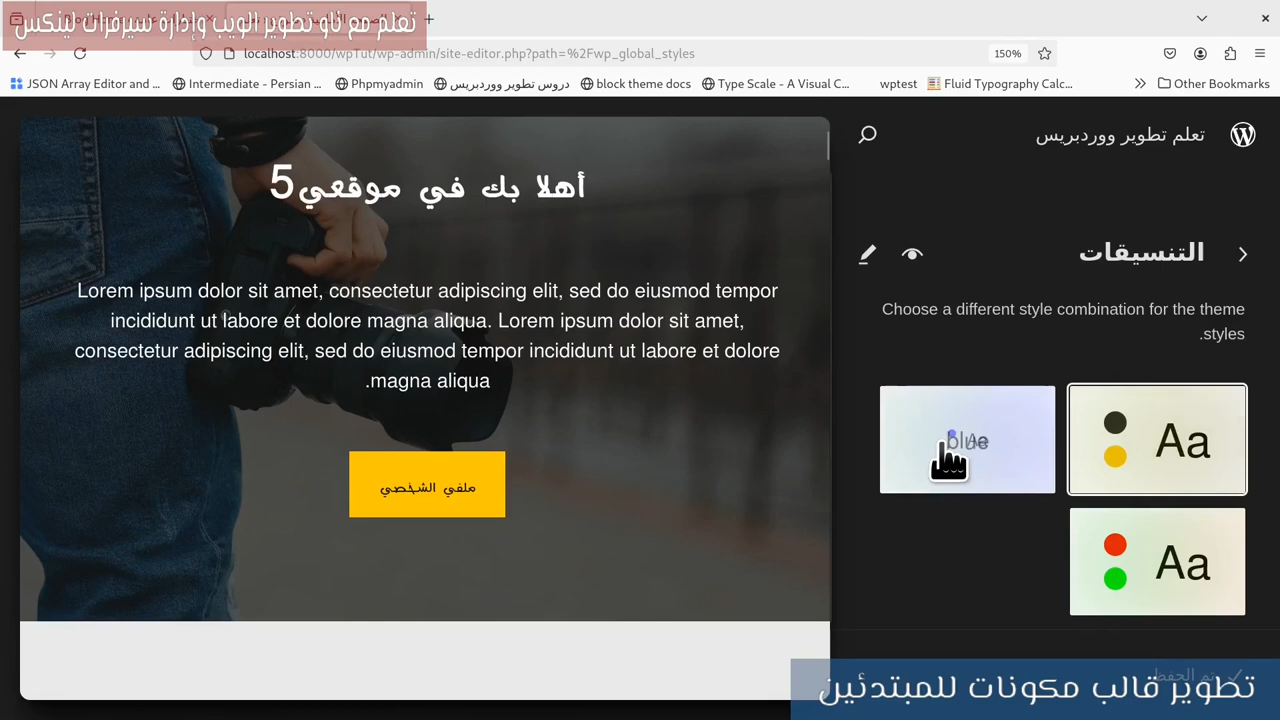 تعلم مع ناو تطوير الويب وإدارة سيرفرات لينكس
localhost:8000/wpTut/wp-admin/site-editor.php?path=%2Fwp_global_styles
150%
JSON Array Editor and ...
Intermediate - Persian ...
Phpmyadmin
دروس تطوير ووردبريس
block theme docs
Type Scale - A Visual C...
wptest
Fluid Typography Calc...
Other Bookmarks
تعلم تطوير ووردبريس
التنسيقات
Choose a different style combination for the theme
.styles
blue
Aa
Aa
أهلا بك في موقعي5
Lorem ipsum dolor sit amet, consectetur adipiscing elit, sed do eiusmod tempor
incididunt ut labore et dolore magna aliqua. Lorem ipsum dolor sit amet,
consectetur adipiscing elit, sed do eiusmod tempor incididunt ut labore et dolore
.magna aliqua
ملفي الشخصي
تم الحفظ
تطوير قالب مكونات للمبتدئين